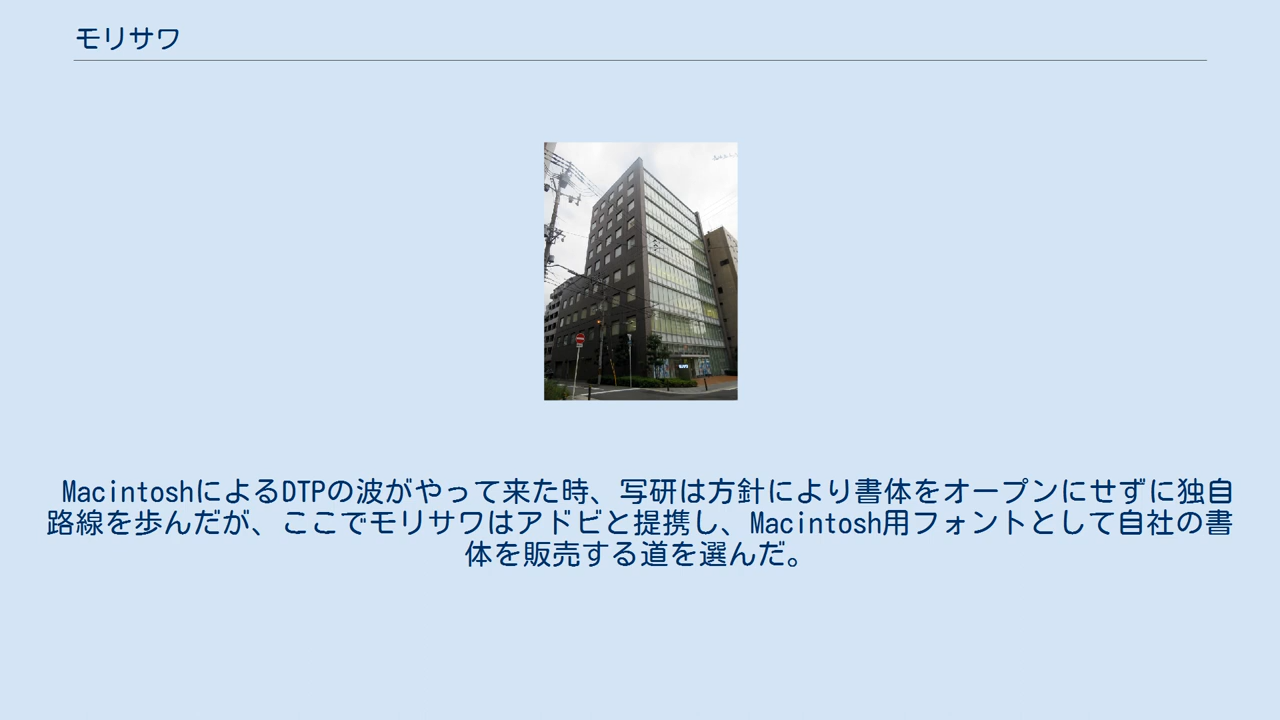 モリサワ
MacintoshによるDTPの波がやって来た時、写研は方針により書体をオープンにせずに独自
路線を歩んだが、ここでモリサワはアドビと提携し、Macintosh用フォントとして自社の書
体を販売する道を選んだ。